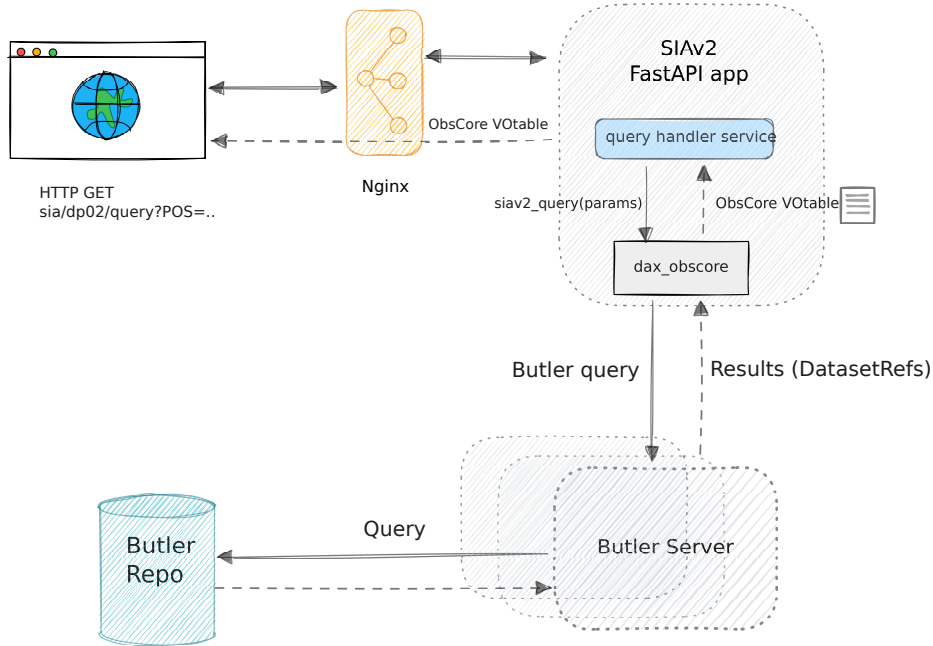 SIAv2
FastAPI app
ObsCore VOtable
query handler service
Nginx
HTTP GET
sia/dp02/query?POS=..
siav2_query(params)
ObsCore VOtable
dax_obscore
Butler query
Results (DatasetRefs)
Query
Butler
Repo
Butler Server